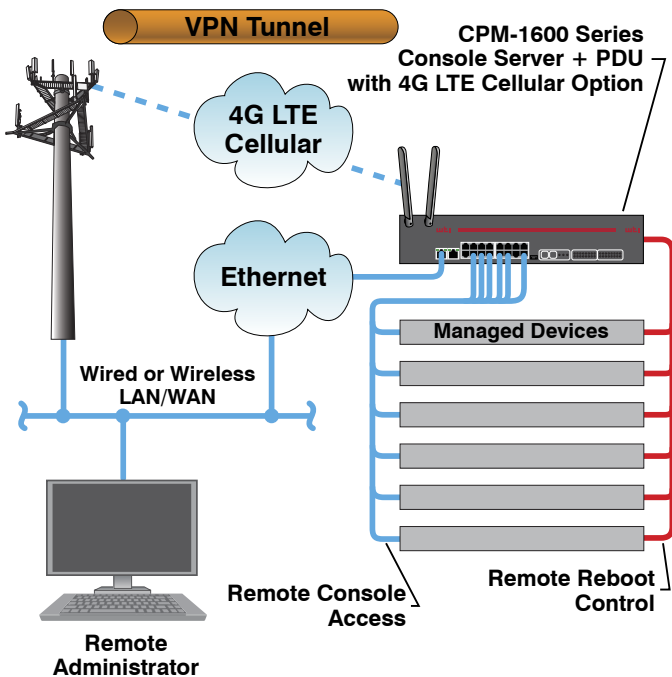 VPN Tunnel
CPM-1600 Series
Console Server + PDU
with 4G LTE Cellular Option
4G LTE
Cellular
Ethernet
Managed Devices
Wired or Wireless
LAN/WAN
Remote Console
Access
Remote Reboot
Control
Remote
Administrator